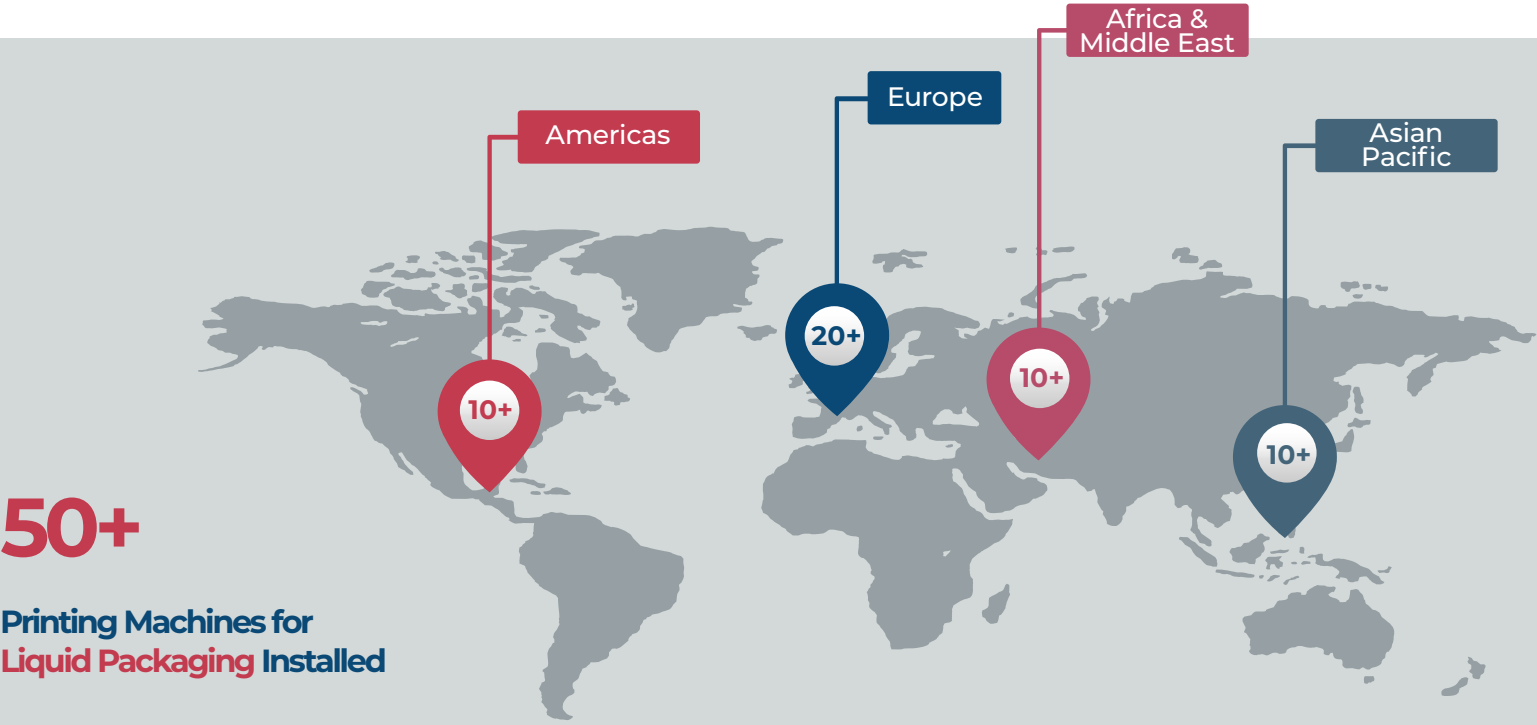 Africa &
Middle East
Europe
Americas
Asian
Pacific
20+
10+
10+
10+
50+
Printing Machines for
Liquid Packaging Installed